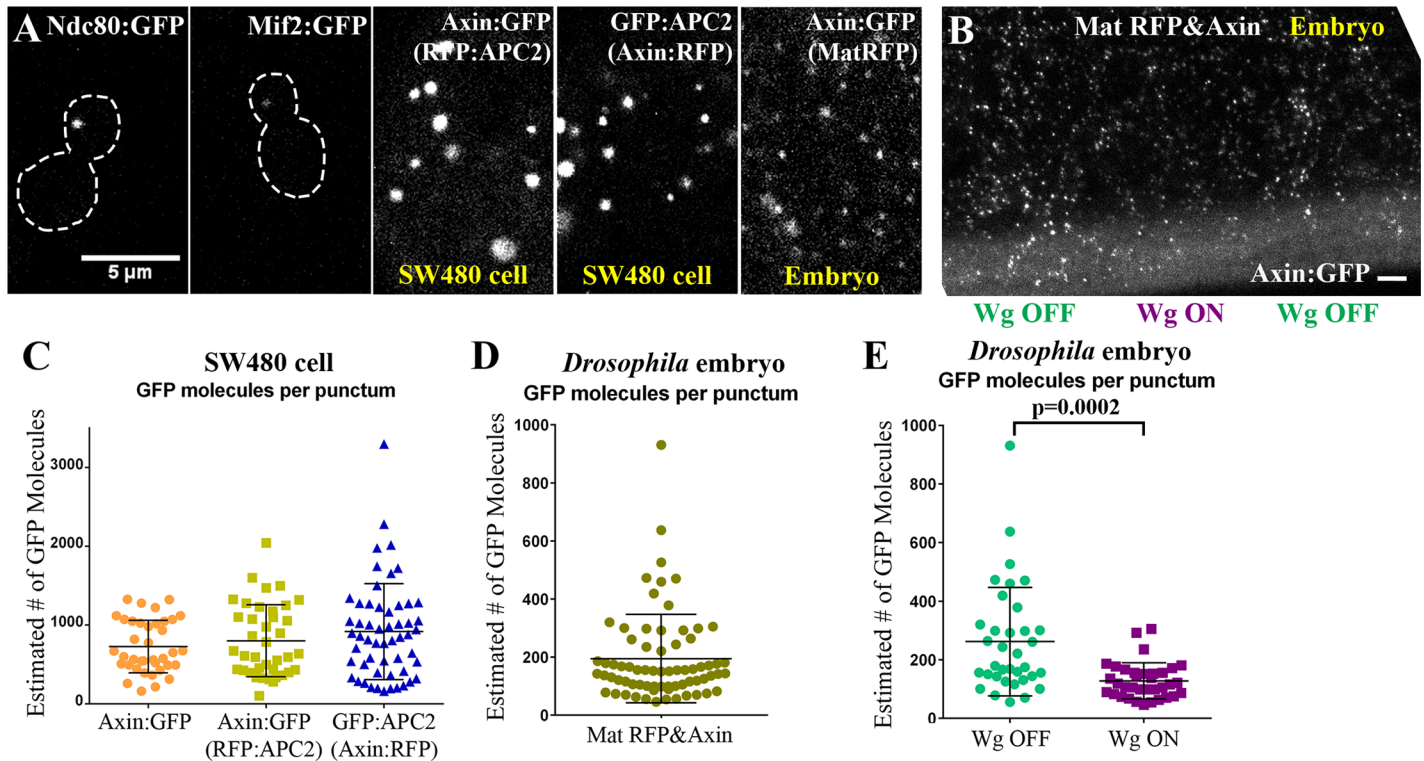 A
Ndc80:GFP
Mif2:GFP
Axin:GFP
(RFP:APC2)
GFP:APC2
(Axin:RFP)
Axin:GFP
(MatRFP)
5 μm
SW480 cell
SW480 cell
Embryo
B
Mat RFP&Axin
Embryo
Axin:GFP
Wg OFF
Wg ON
Wg OFF
C
SW480 cell
GFP molecules per punctum
Estimated # of GFP Molecules
3000
2000
1000
0
Axin:GFP
Axin:GFP
(RFP:APC2)
GFP:APC2
(Axin:RFP)
D
Drosophila embryo
GFP molecules per punctum
Estimated # of GFP Molecules
1000
800
600
400
200
0
Mat RFP&Axin
E
Drosophila embryo
GFP molecules per punctum
p=0.0002
Estimated # of GFP Molecules
1000
800
600
400
200
0
Wg OFF
Wg ON